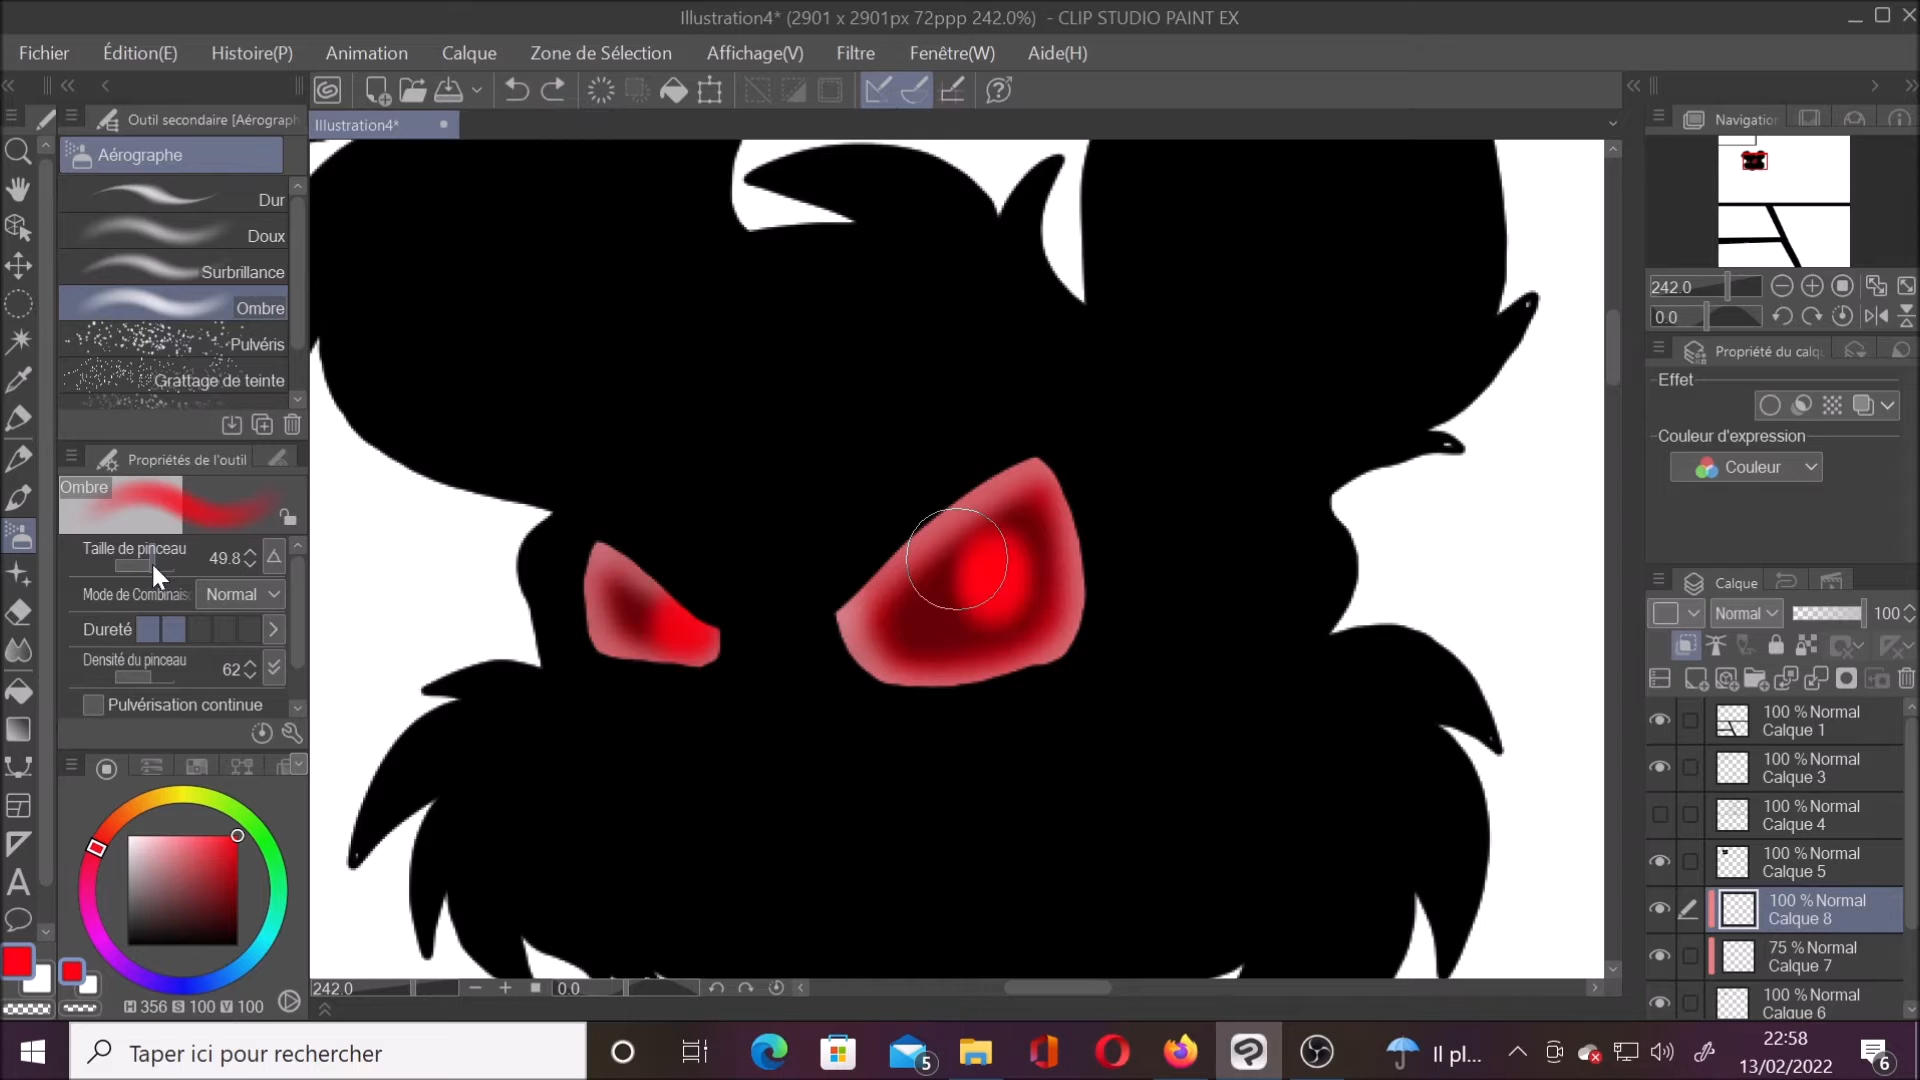 Illustration4* (2901 x 2901px 72ppp 242.0%)  - CLIP STUDIO PAINT EX
Fichier Édition(E) Histoire(P) Animation Calque Zone de Sélection Affichage(V) Filtre Fenêtre(W) Aide(H)
Outil secondaire [Aérograph
Illustration4*
Navigation
Aérographe
Dur
Doux
Surbrillance
Ombre
Pulvéris
Grattage de teinte
242.0
0.0
Propriété du calq
Effet
Couleur d'expression
Couleur
Propriétés de l'outil
Ombre
Taille de pinceau 49.8
Mode de Combinais Normal
Dureté
Densité du pinceau 62
Pulvérisation continue
Calque
Normal 100
100 % Normal
Calque 1
100 % Normal
Calque 3
100 % Normal
Calque 4
100 % Normal
Calque 5
100 % Normal
Calque 8
75 % Normal
Calque 7
100 % Normal
Calque 6
H 356 S 100 V 100
242.0 0.0
Taper ici pour rechercher
5
Il pl...
22:58
13/02/2022
6